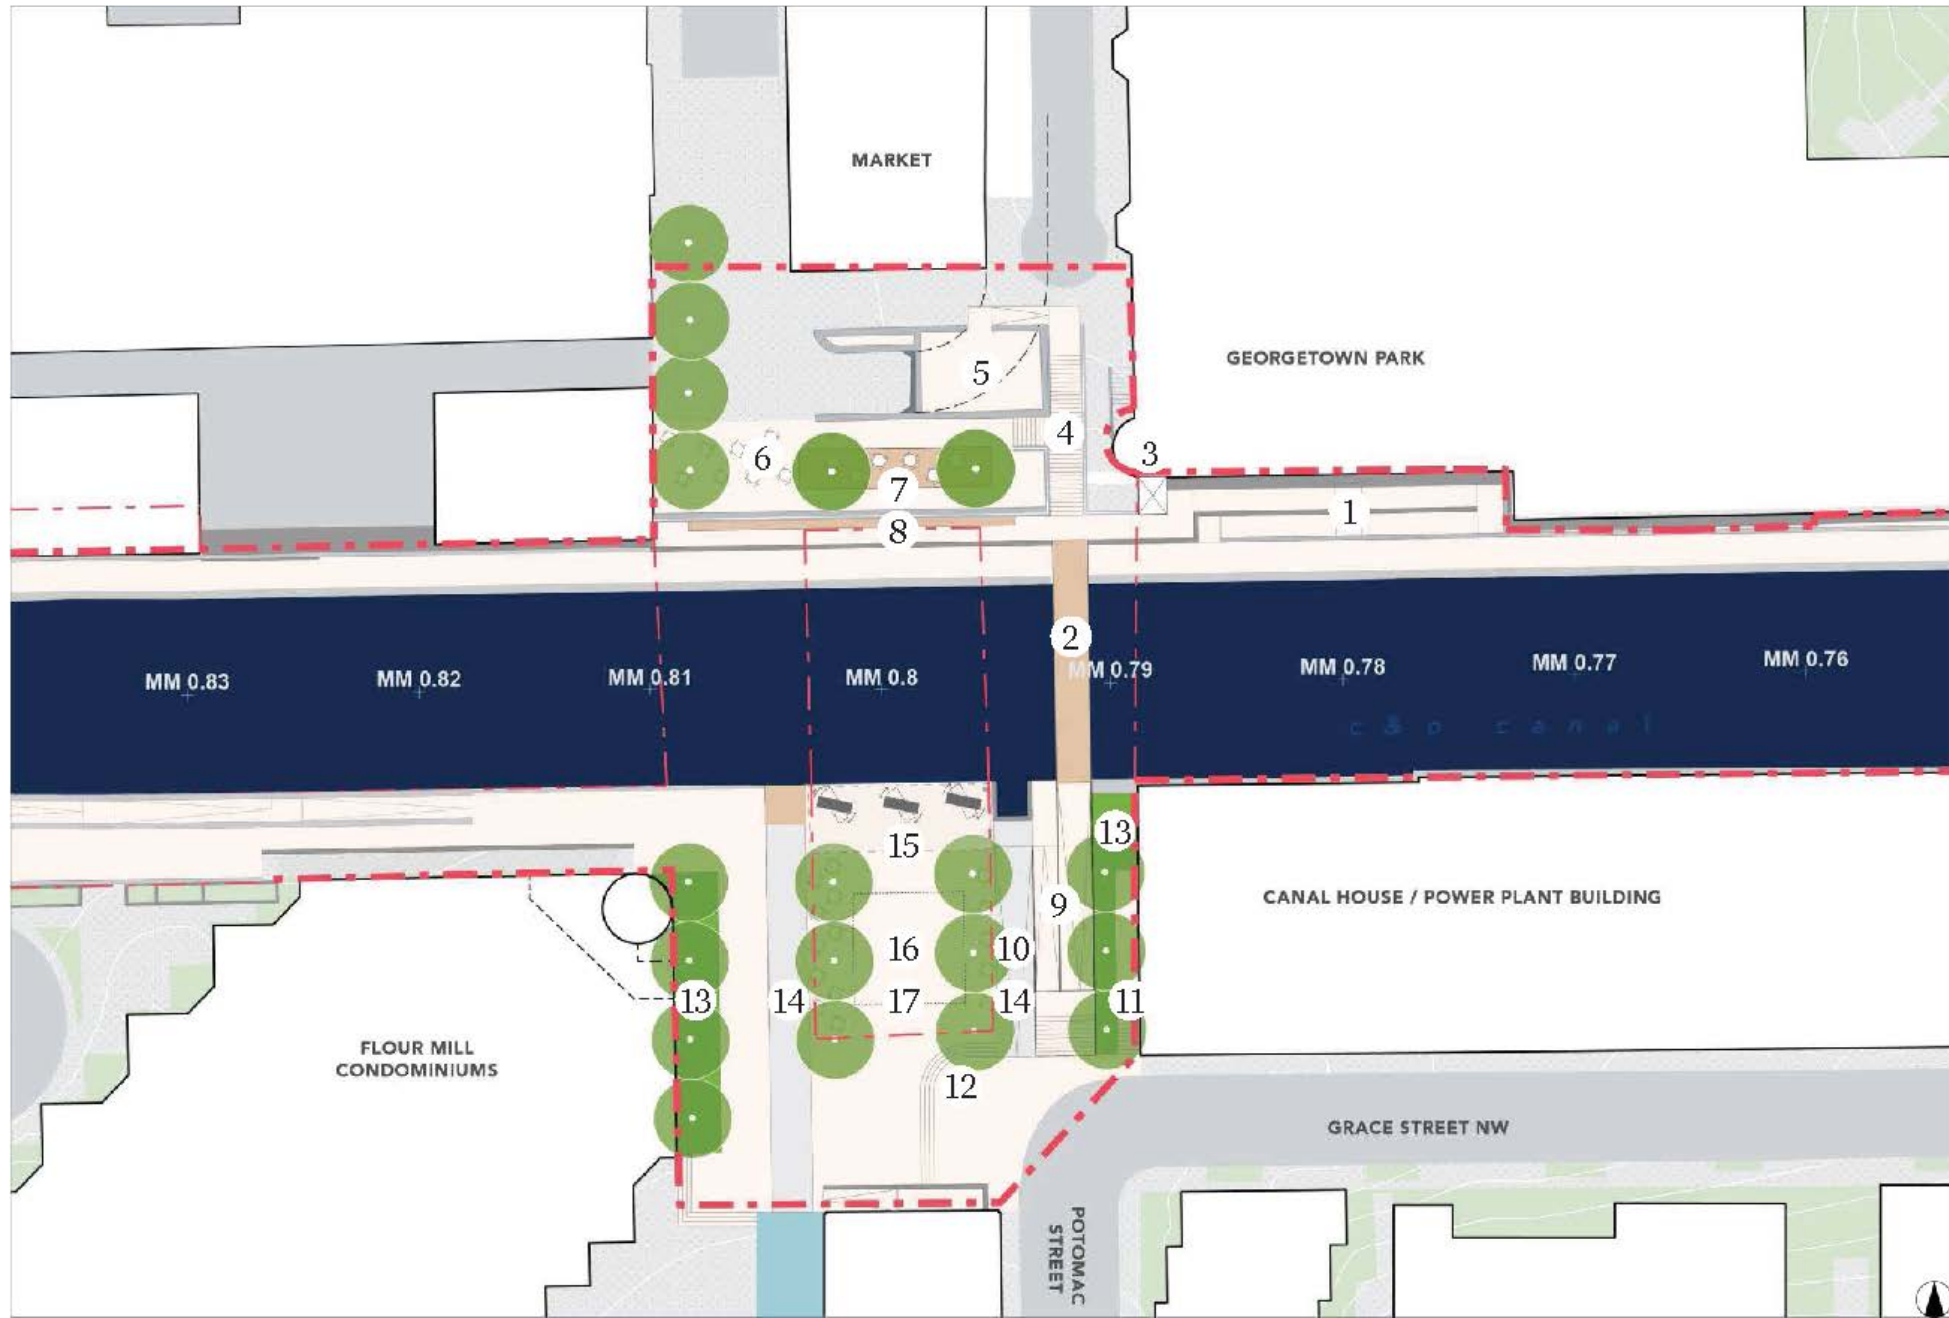 MARKET
GEORGETOWN PARK
5
4
3
6
7
1
8
2
MM 0.83
MM 0.82
MM 0.81
MM 0.8
MM 0.79
MM 0.78
MM 0.77
MM 0.76
c & o canal
13
15
9
CANAL HOUSE / POWER PLANT BUILDING
16
10
13
14
17
14
11
FLOUR MILL
CONDOMINIUMS
12
GRACE STREET NW
POTOMAC
STREET